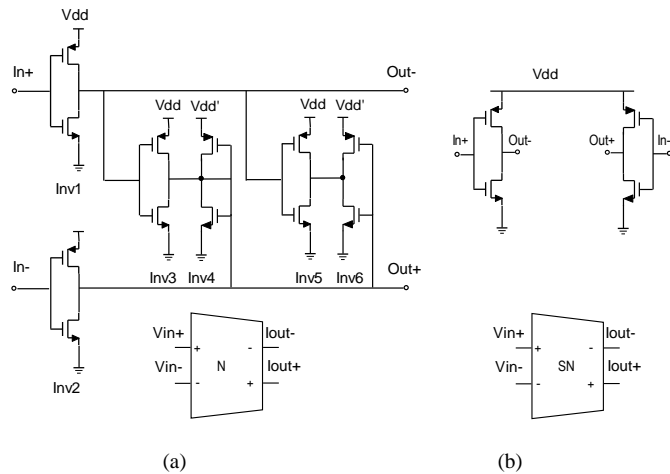 Vdd
In+
Out-
Vdd Vdd'
Vdd Vdd'
Inv1
In-
Out+
Inv3 Inv4
Inv5 Inv6
Inv2
Vin+
Iout-
+ -
N
Vin-
Iout+
- +
(a)
Vdd
In+
Out-
Out+
In-
Vin+
Iout-
+ -
SN
Vin-
Iout+
- +
(b)